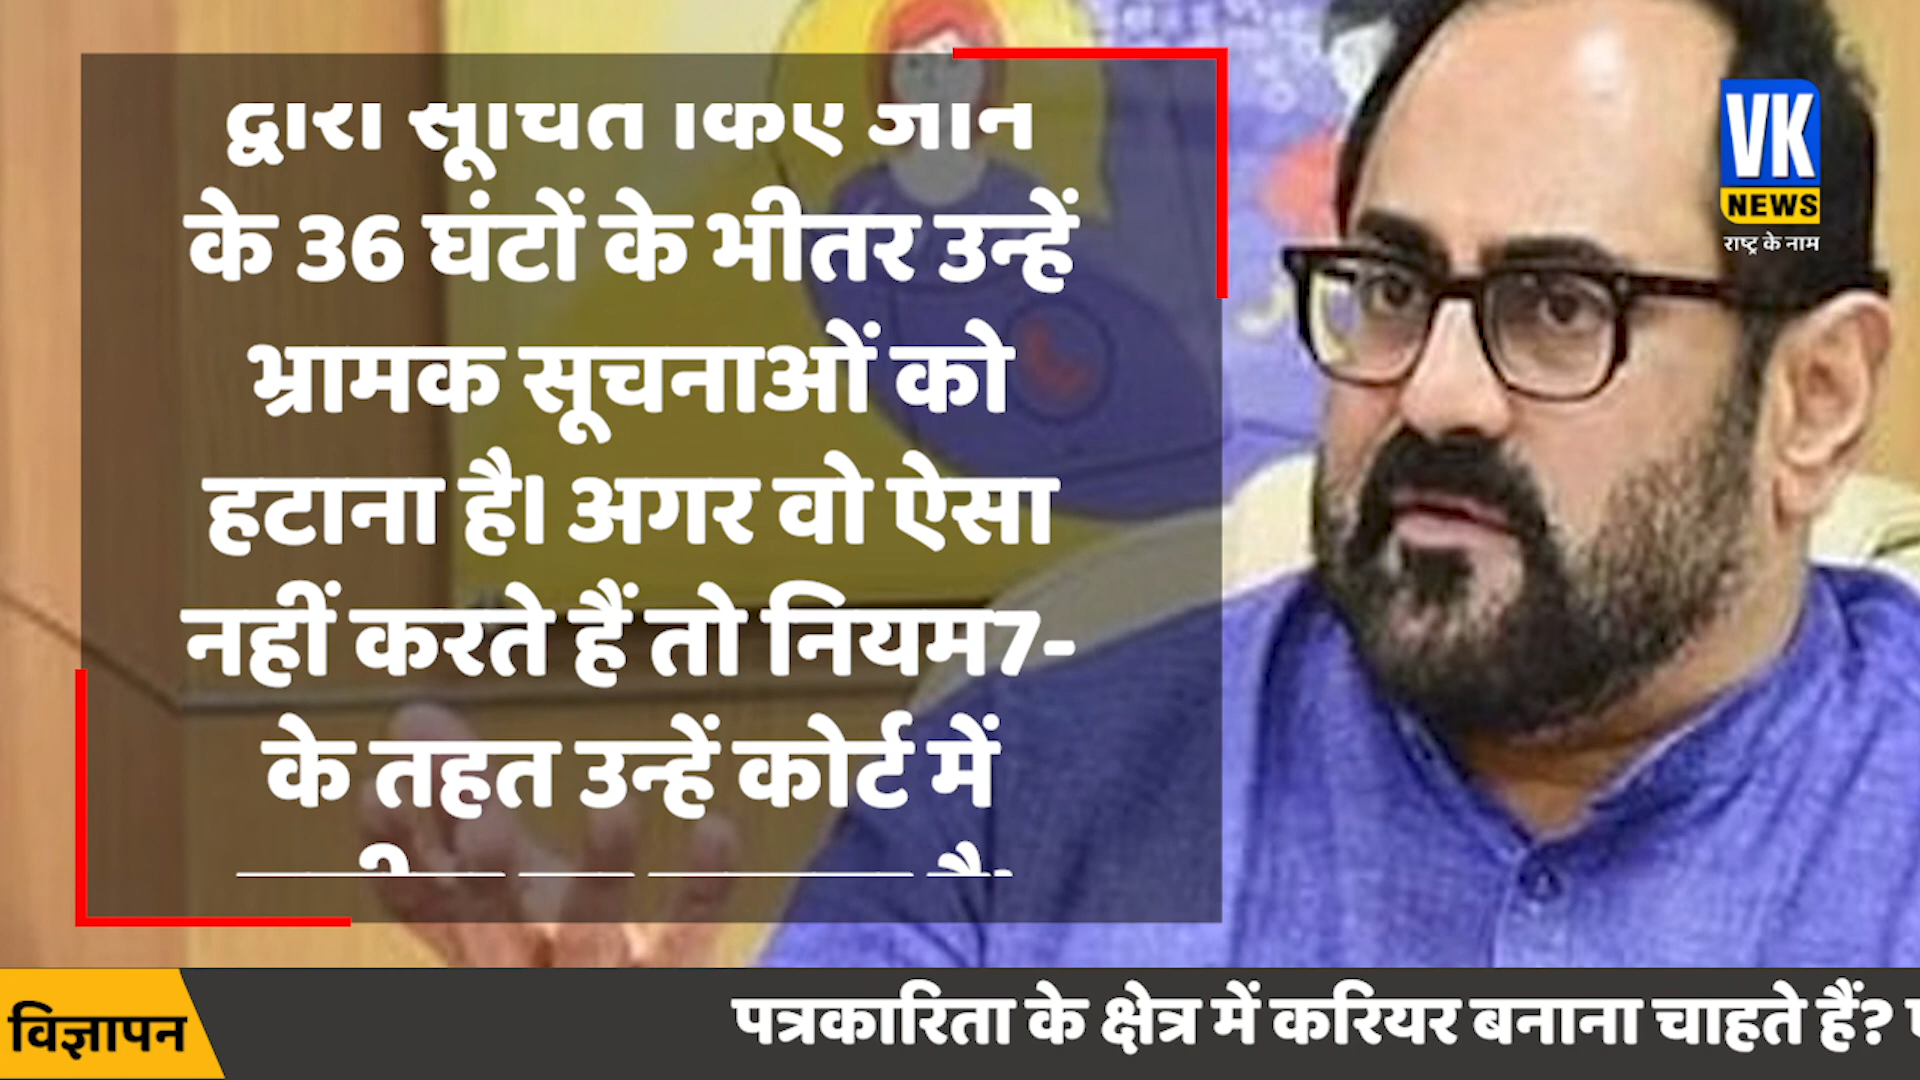 द्वारा सूचित किए जाने
के 36 घंटों के भीतर उन्हें
भ्रामक सूचनाओं को
हटाना है। अगर वो ऐसा
नहीं करते हैं तो नियम7-
के तहत उन्हें कोर्ट में
VK
NEWS
राष्ट्र के नाम
विज्ञापन
पत्रकारिता के क्षेत्र में करियर बनाना चाहते हैं?